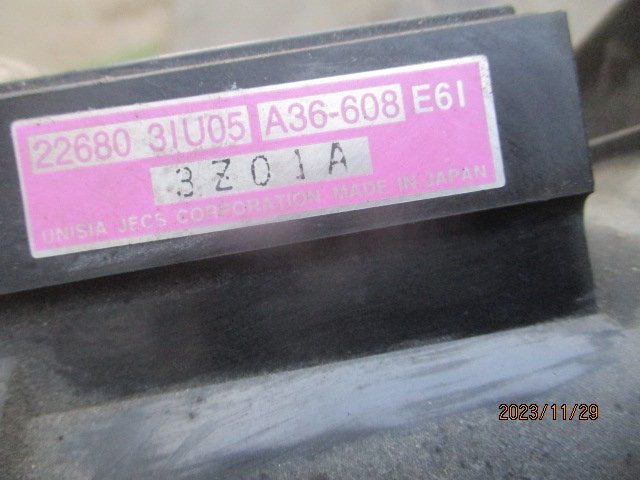 22680 31U05 A36-608 E61
3Z01A
UNISIA JECS CORPORATION MADE IN JAPAN
2023/11/29